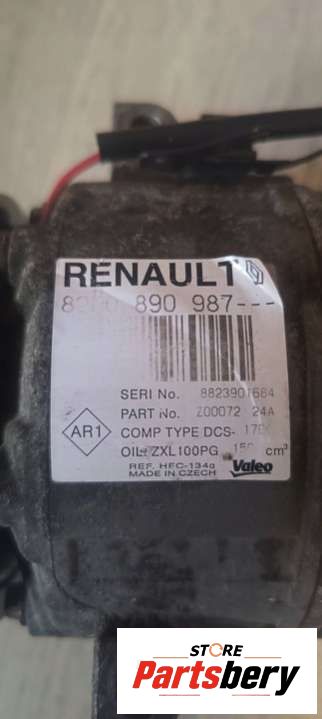 RENAULT
890 987---
SERI No. 8823901664
PART No. Z00072 24A
AR1
COMP TYPE DCS-
OIL ZXL100PG cm³
REF. HFC-134a
MADE IN CZECH
Valeo
STORE
Partsbery